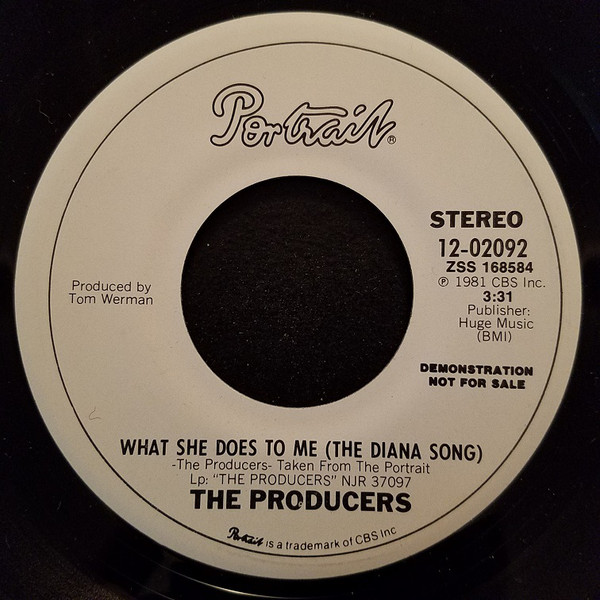 Portrait®
STEREO
12-02092
ZSS 168584
℗ 1981 CBS Inc.
3:31
Publisher:
Huge Music
(BMI)
Produced by
Tom Werman
DEMONSTRATION
NOT FOR SALE
WHAT SHE DOES TO ME (THE DIANA SONG)
-The Producers- Taken From The Portrait
Lp: "THE PRODUCERS" NJR 37097
THE PRODUCERS
Portrait is a trademark of CBS Inc